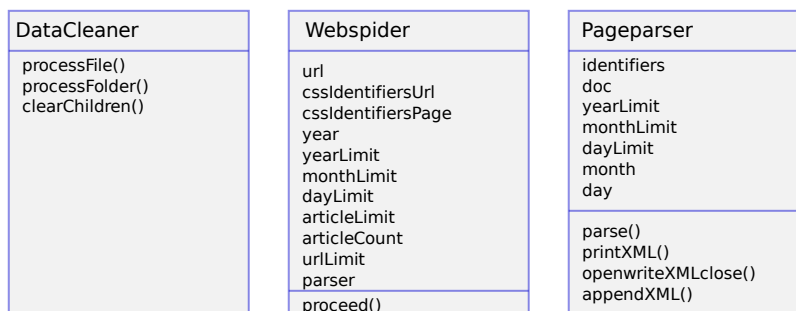 DataCleaner
processFile()
processFolder()
clearChildren()
Webspider
url
cssIdentifiersUrl
cssIdentifiersPage
year
yearLimit
monthLimit
dayLimit
articleLimit
articleCount
urlLimit
parser
proceed()
Pageparser
identifiers
doc
yearLimit
monthLimit
dayLimit
month
day
parse()
printXML()
openwriteXMLclose()
appendXML()